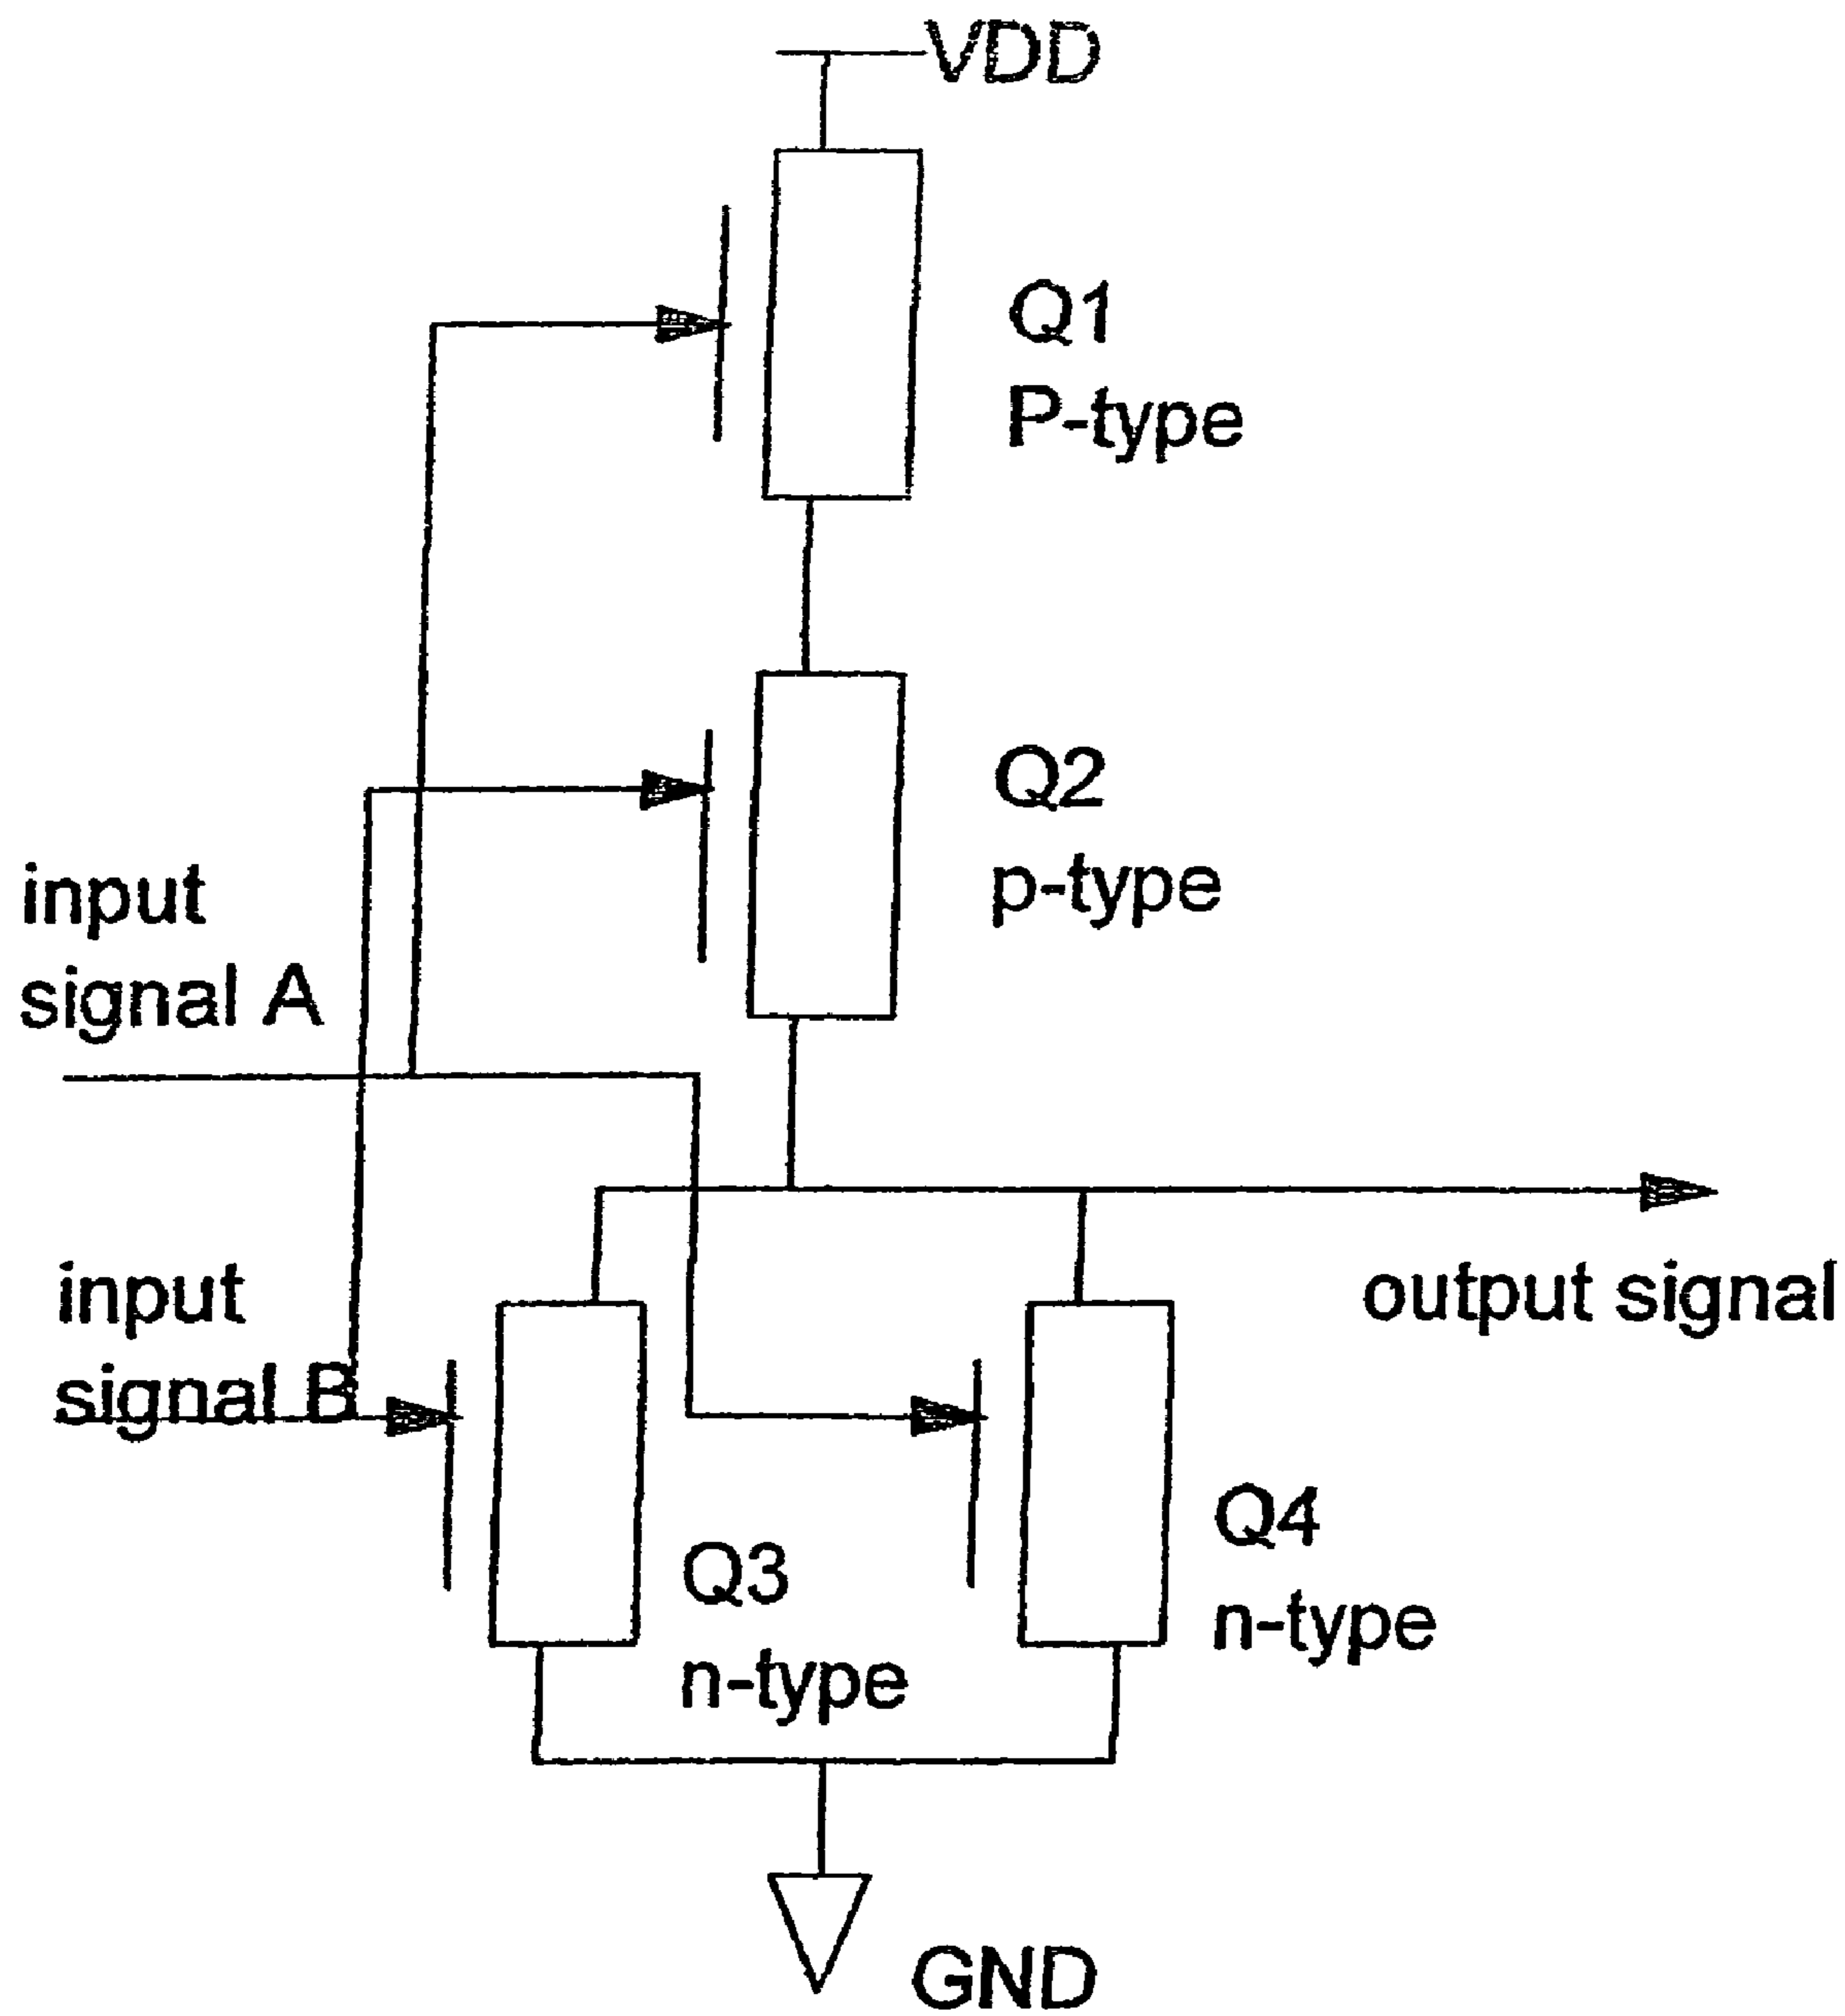 VDD
Q1
P-type
Q2
p-type
input
signal A
input
signal B
output signal
Q3
n-type
Q4
n-type
GND